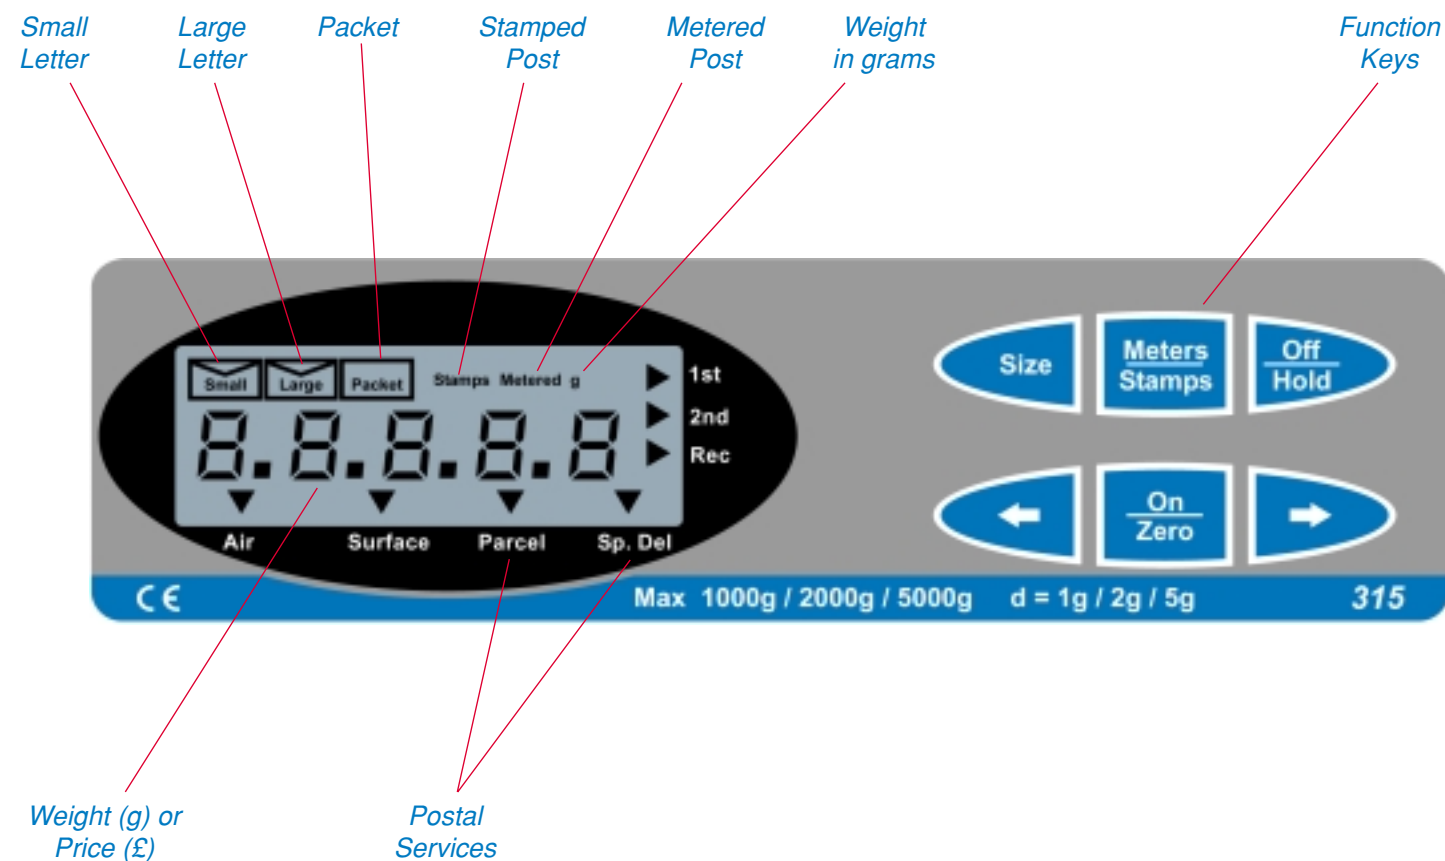 Small Letter
Large Letter
Packet
Stamped Post
Metered Post
Weight in grams
Function Keys
Small
Large
Packet
Stamps Metered g
1st
2nd
Rec
8.8.8.8.8
Air Surface Parcel Sp. Del
Size
Meters
Stamps
Off
Hold
On
Zero
CE Max 1000g / 2000g / 5000g d = 1g / 2g / 5g 315
Weight (g) or
Price (£)
Postal
Services